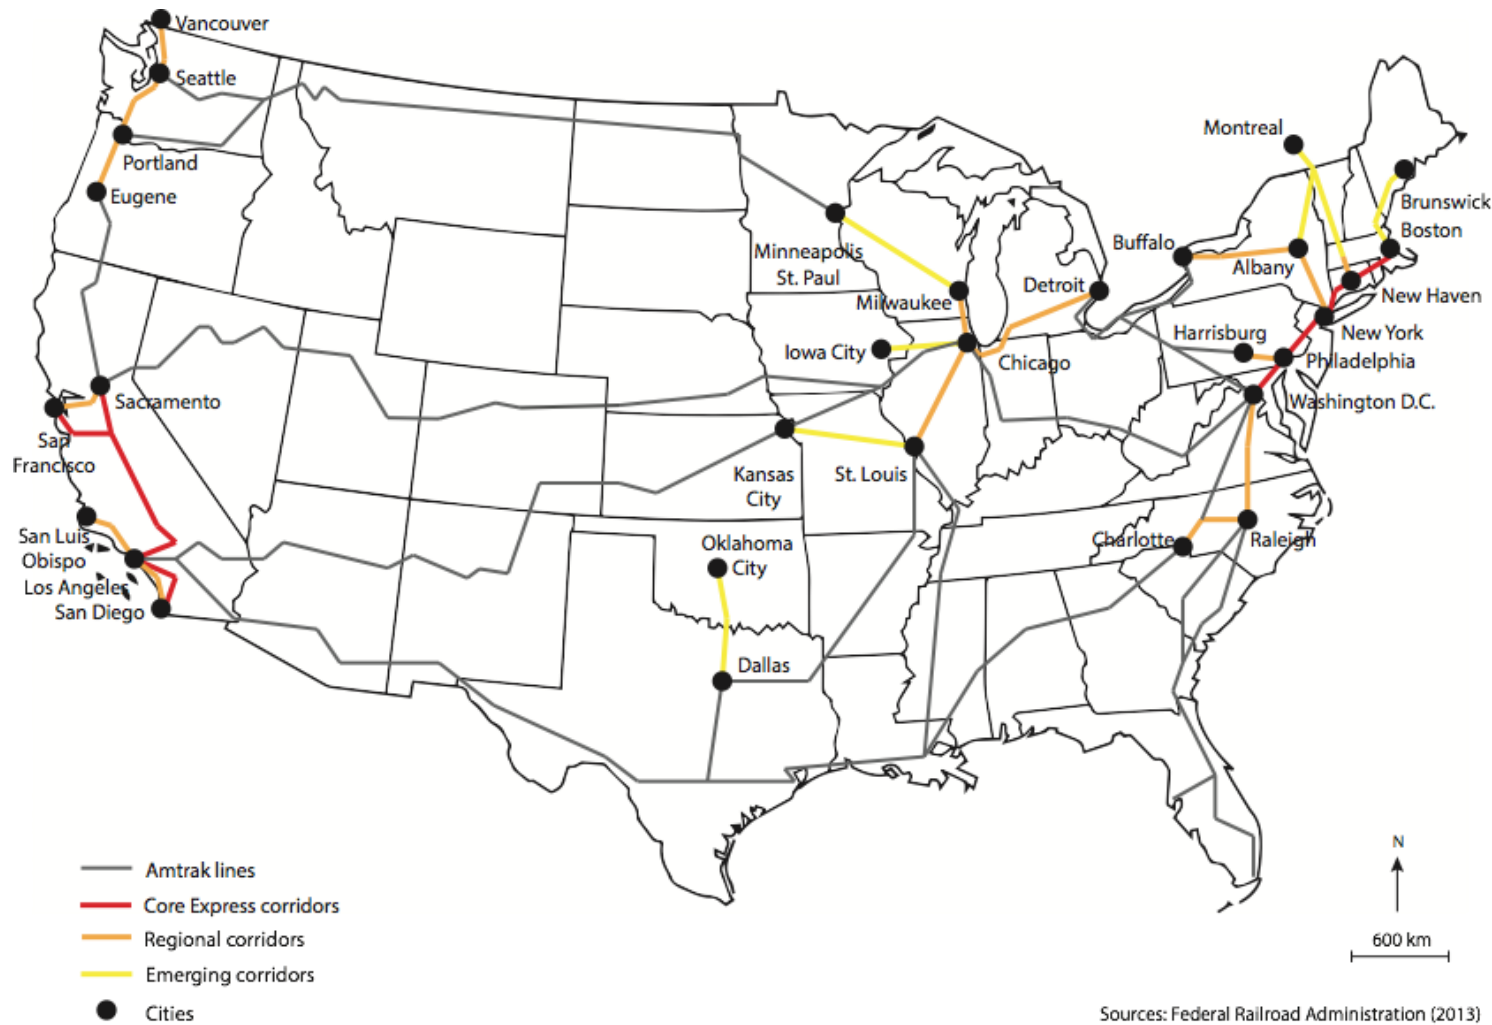 Vancouver
Seattle
Portland
Eugene
Sacramento
San
Francisco
San Luis
Obispo
Los Angeles
San Diego
Minneapolis
St. Paul
Milwaukee
Iowa City
Chicago
Detroit
Kansas
City
St. Louis
Oklahoma
City
Dallas
Montreal
Brunswick
Boston
Buffalo
Albany
New Haven
New York
Harrisburg
Philadelphia
Washington D.C.
Charlotte
Raleigh
Amtrak lines
Core Express corridors
Regional corridors
Emerging corridors
Cities
N
600 km
Sources: Federal Railroad Administration (2013)